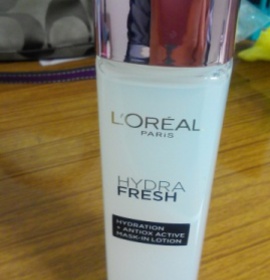 L'ORÉAL
PARIS
HYDRA
FRESH
HYDRATION
+ ANTIOX ACTIVE
MASK-IN LOTION